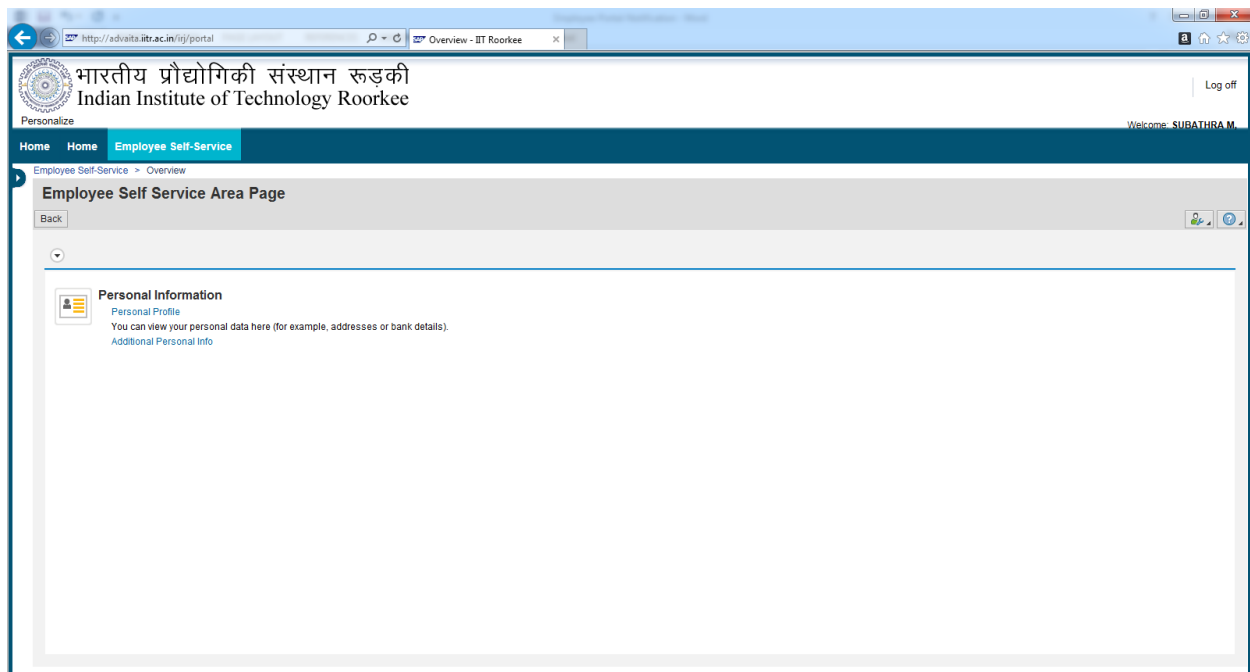 http://advaita.iitr.ac.in/irj/portal
Overview - IIT Roorkee
भारतीय प्रौद्योगिकी संस्थान रूड़की
Indian Institute of Technology Roorkee
Log off
Personalize
Welcome: SUBATHRA M,
Home Home Employee Self-Service
Employee Self-Service > Overview
Employee Self Service Area Page
Back
Personal Information
Personal Profile
You can view your personal data here (for example, addresses or bank details).
Additional Personal Info